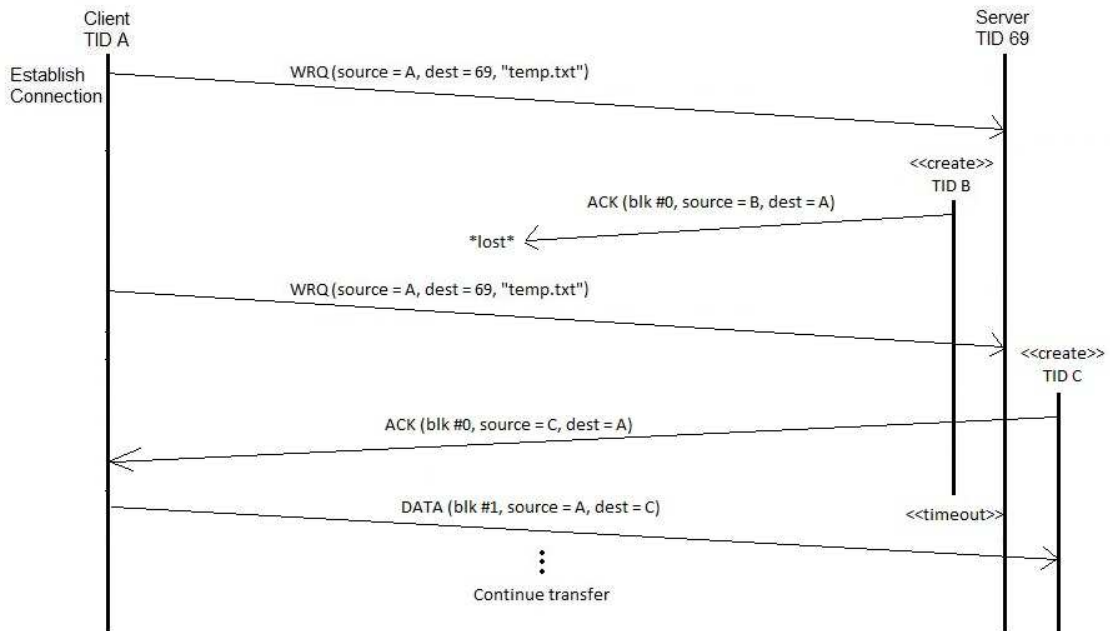 Client
TID A
Server
TID 69
Establish
Connection
WRQ (source = A, dest = 69, "temp.txt")
<<create>>
TID B
ACK (blk #0, source = B, dest = A)
*lost*
WRQ (source = A, dest = 69, "temp.txt")
<<create>>
TID C
ACK (blk #0, source = C, dest = A)
DATA (blk #1, source = A, dest = C)
<<timeout>>
Continue transfer